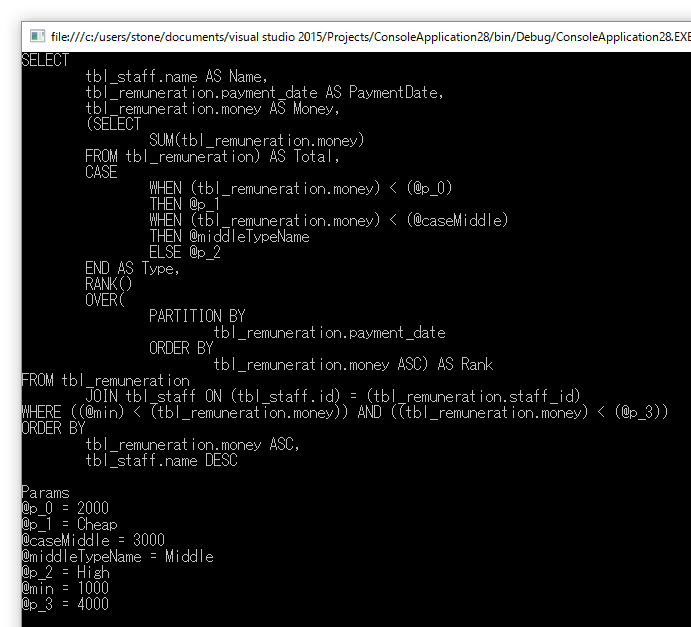 file:///c:/users/stone/documents/visual studio 2015/Projects/ConsoleApplication28/bin/Debug/ConsoleApplication28.EXE
SELECT
tbl_staff.name AS Name,
tbl_remuneration.payment_date AS PaymentDate,
tbl_remuneration.money AS Money,
(SELECT
SUM(tbl_remuneration.money)
FROM tbl_remuneration) AS Total,
CASE
WHEN (tbl_remuneration.money) < (@p_0)
THEN @p_1
WHEN (tbl_remuneration.money) < (@caseMiddle)
THEN @middleTypeName
ELSE @p_2
END AS Type,
RANK()
OVER(
PARTITION BY
tbl_remuneration.payment_date
ORDER BY
tbl_remuneration.money ASC) AS Rank
FROM tbl_remuneration
JOIN tbl_staff ON (tbl_staff.id) = (tbl_remuneration.staff_id)
WHERE ((@min) < (tbl_remuneration.money)) AND ((tbl_remuneration.money) < (@p_3))
ORDER BY
tbl_remuneration.money ASC,
tbl_staff.name DESC
Params
@p_0 = 2000
@p_1 = Cheap
@caseMiddle = 3000
@middleTypeName = Middle
@p_2 = High
@min = 1000
@p_3 = 4000